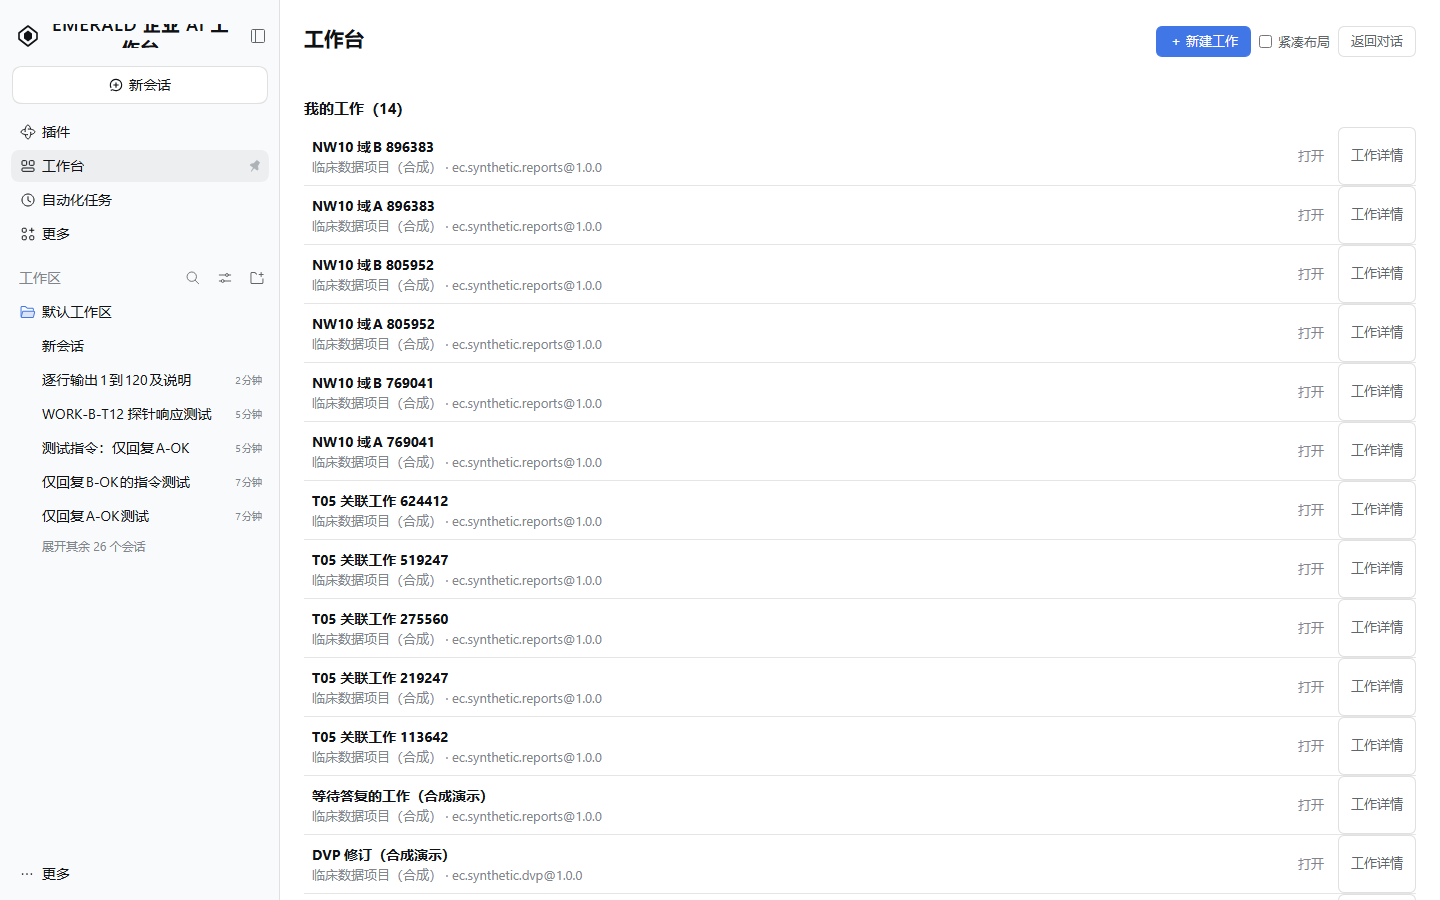 EMERALD 企业 AI 工
作台
新会话
插件
工作台
自动化任务
更多
工作区
默认工作区
新会话
逐行输出1到120及说明 2分钟
WORK-B-T12 探针响应测试 5分钟
测试指令：仅回复A-OK 5分钟
仅回复B-OK的指令测试 7分钟
仅回复A-OK测试 7分钟
展开其余 26 个会话
更多
工作台
+ 新建工作 紧凑布局 返回对话
我的工作（14）
NW10 域B 896383
临床数据项目（合成） · ec.synthetic.reports@1.0.0
打开 工作详情
NW10 域A 896383
临床数据项目（合成） · ec.synthetic.reports@1.0.0
打开 工作详情
NW10 域B 805952
临床数据项目（合成） · ec.synthetic.reports@1.0.0
打开 工作详情
NW10 域A 805952
临床数据项目（合成） · ec.synthetic.reports@1.0.0
打开 工作详情
NW10 域B 769041
临床数据项目（合成） · ec.synthetic.reports@1.0.0
打开 工作详情
NW10 域A 769041
临床数据项目（合成） · ec.synthetic.reports@1.0.0
打开 工作详情
T05 关联工作 624412
临床数据项目（合成） · ec.synthetic.reports@1.0.0
打开 工作详情
T05 关联工作 519247
临床数据项目（合成） · ec.synthetic.reports@1.0.0
打开 工作详情
T05 关联工作 275560
临床数据项目（合成） · ec.synthetic.reports@1.0.0
打开 工作详情
T05 关联工作 219247
临床数据项目（合成） · ec.synthetic.reports@1.0.0
打开 工作详情
T05 关联工作 113642
临床数据项目（合成） · ec.synthetic.reports@1.0.0
打开 工作详情
等待答复的工作（合成演示）
临床数据项目（合成） · ec.synthetic.reports@1.0.0
打开 工作详情
DVP 修订（合成演示）
临床数据项目（合成） · ec.synthetic.dvp@1.0.0
打开 工作详情